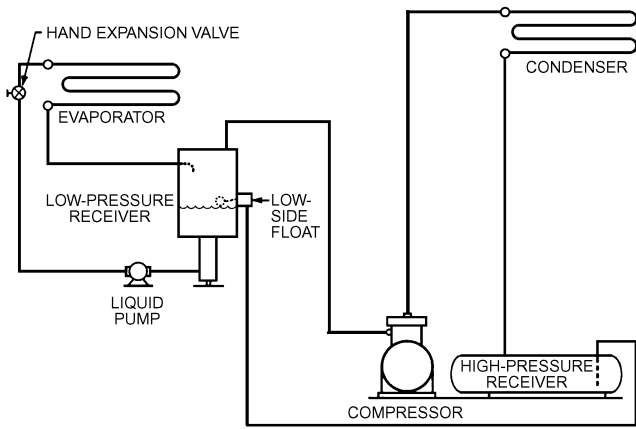 HAND EXPANSION VALVE
EVAPORATOR
CONDENSER
LOW-PRESSURE
RECEIVER
LOW-
SIDE
FLOAT
LIQUID
PUMP
HIGH-PRESSURE
RECEIVER
COMPRESSOR